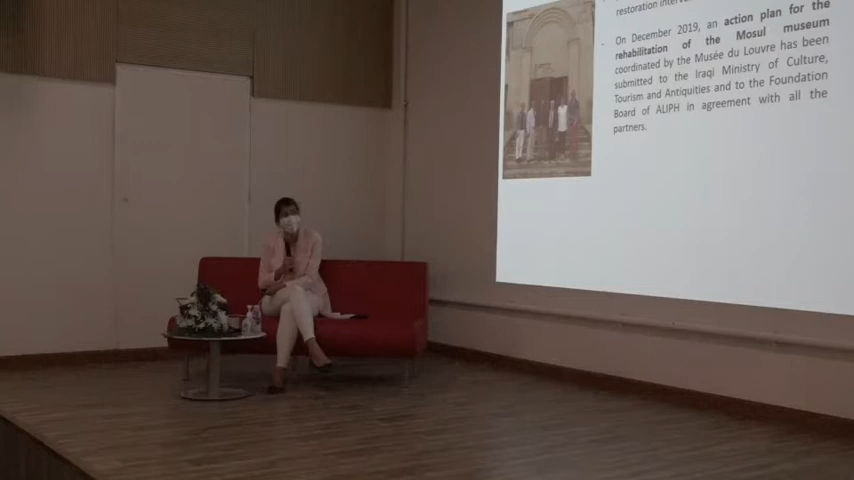 restoration
On December 2019, an action plan for the
rehabilitation of the Mosul museum
coordinated by the Musée du Louvre has been
submitted to the Iraqi Ministry of Culture,
Tourism and Antiquities and to the Foundation
Board of ALIPH in agreement with all the
partners.